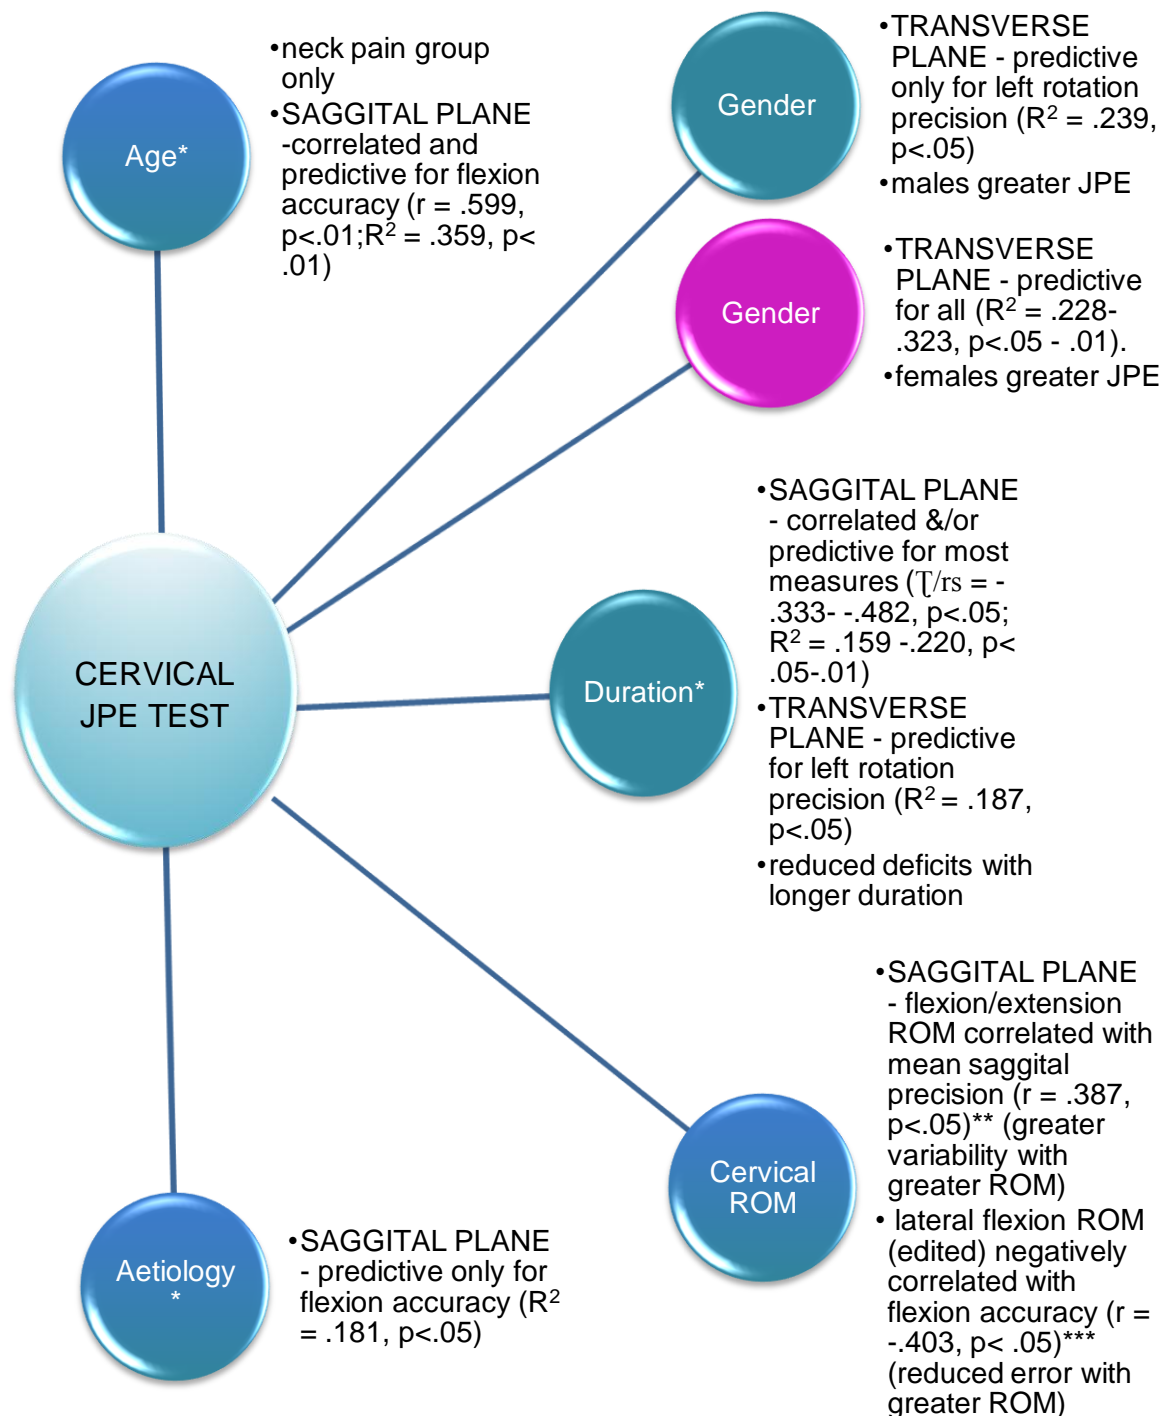 Age*
•neck pain group
only
•SAGGITAL PLANE
-correlated and
predictive for flexion
accuracy (r = .599,
p<.01;R² = .359, p<
.01)
Gender
•TRANSVERSE
PLANE - predictive
only for left rotation
precision (R² = .239,
p<.05)
•males greater JPE
Gender
•TRANSVERSE
PLANE - predictive
for all (R² = .228-
.323, p<.05 - .01).
•females greater JPE
CERVICAL
JPE TEST
Duration*
•SAGGITAL PLANE
- correlated &/or
predictive for most
measures (Ʈ/rs = -
.333- -.482, p<.05;
R² = .159 -.220, p<
.05-.01)
•TRANSVERSE
PLANE - predictive
for left rotation
precision (R² = .187,
p<.05)
•reduced deficits with
longer duration
Cervical
ROM
•SAGGITAL PLANE
- flexion/extension
ROM correlated with
mean saggital
precision (r = .387,
p<.05)** (greater
variability with
greater ROM)
• lateral flexion ROM
(edited) negatively
correlated with
flexion accuracy (r =
-.403, p< .05)***
(reduced error with
greater ROM)
Aetiology
*
•SAGGITAL PLANE
- predictive only for
flexion accuracy (R²
= .181, p<.05)